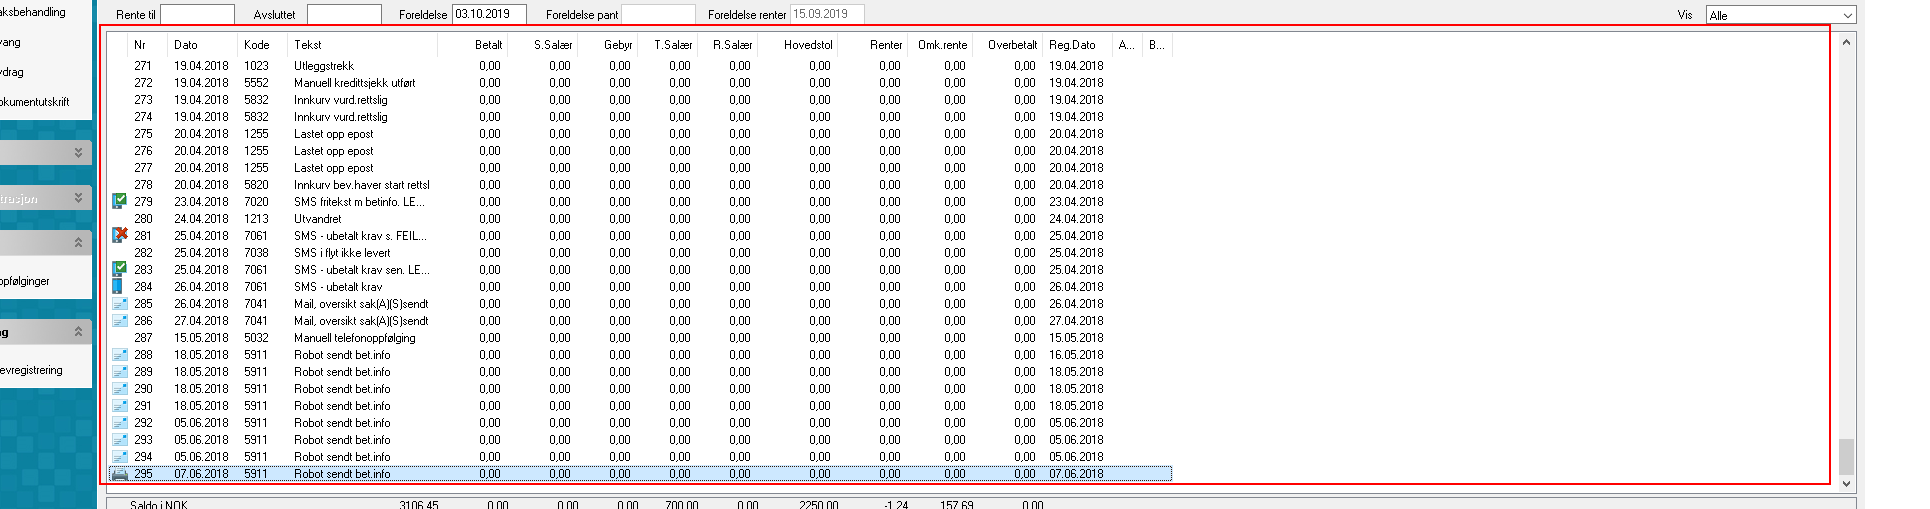 aksbehandling
vang
vdrag
okumentutskrift
trasjon
ppfølginger
ng
evregistrering
Rente til Avsluttet Foreldelse 03.10.2019 Foreldelse pant Foreldelse renter 15.09.2019 Vis Alle
Nr Dato Kode Tekst Betalt S.Salær Gebyr T.Salær R.Salær Hovedstol Renter Omk.rente Overbetalt Reg.Dato A... B...
271 19.04.2018 1023 Utleggstrekk 0,00 0,00 0,00 0,00 0,00 0,00 0,00 0,00 0,00 19.04.2018
272 19.04.2018 5552 Manuell kredittsjekk utført 0,00 0,00 0,00 0,00 0,00 0,00 0,00 0,00 0,00 19.04.2018
273 19.04.2018 5832 Innkurv vurd.rettslig 0,00 0,00 0,00 0,00 0,00 0,00 0,00 0,00 0,00 19.04.2018
274 19.04.2018 5832 Innkurv vurd.rettslig 0,00 0,00 0,00 0,00 0,00 0,00 0,00 0,00 0,00 19.04.2018
275 20.04.2018 1255 Lastet opp epost 0,00 0,00 0,00 0,00 0,00 0,00 0,00 0,00 0,00 20.04.2018
276 20.04.2018 1255 Lastet opp epost 0,00 0,00 0,00 0,00 0,00 0,00 0,00 0,00 0,00 20.04.2018
277 20.04.2018 1255 Lastet opp epost 0,00 0,00 0,00 0,00 0,00 0,00 0,00 0,00 0,00 20.04.2018
278 20.04.2018 5820 Innkurv bev.haver start rettsl 0,00 0,00 0,00 0,00 0,00 0,00 0,00 0,00 0,00 20.04.2018
279 23.04.2018 7020 SMS fritekst m betinfo. LE... 0,00 0,00 0,00 0,00 0,00 0,00 0,00 0,00 0,00 23.04.2018
280 24.04.2018 1213 Utvandret 0,00 0,00 0,00 0,00 0,00 0,00 0,00 0,00 0,00 24.04.2018
281 25.04.2018 7061 SMS - ubetalt krav s. FEIL... 0,00 0,00 0,00 0,00 0,00 0,00 0,00 0,00 0,00 25.04.2018
282 25.04.2018 7038 SMS i flyt ikke levert 0,00 0,00 0,00 0,00 0,00 0,00 0,00 0,00 0,00 25.04.2018
283 25.04.2018 7061 SMS - ubetalt krav sen. LE... 0,00 0,00 0,00 0,00 0,00 0,00 0,00 0,00 0,00 25.04.2018
284 26.04.2018 7061 SMS - ubetalt krav 0,00 0,00 0,00 0,00 0,00 0,00 0,00 0,00 0,00 26.04.2018
285 26.04.2018 7041 Mail, oversikt sak(A)(S)sendt 0,00 0,00 0,00 0,00 0,00 0,00 0,00 0,00 0,00 26.04.2018
286 27.04.2018 7041 Mail, oversikt sak(A)(S)sendt 0,00 0,00 0,00 0,00 0,00 0,00 0,00 0,00 0,00 27.04.2018
287 15.05.2018 5032 Manuell telefonoppfølging 0,00 0,00 0,00 0,00 0,00 0,00 0,00 0,00 0,00 15.05.2018
288 18.05.2018 5911 Robot sendt bet.info 0,00 0,00 0,00 0,00 0,00 0,00 0,00 0,00 0,00 16.05.2018
289 18.05.2018 5911 Robot sendt bet.info 0,00 0,00 0,00 0,00 0,00 0,00 0,00 0,00 0,00 18.05.2018
290 18.05.2018 5911 Robot sendt bet.info 0,00 0,00 0,00 0,00 0,00 0,00 0,00 0,00 0,00 18.05.2018
291 18.05.2018 5911 Robot sendt bet.info 0,00 0,00 0,00 0,00 0,00 0,00 0,00 0,00 0,00 18.05.2018
292 05.06.2018 5911 Robot sendt bet.info 0,00 0,00 0,00 0,00 0,00 0,00 0,00 0,00 0,00 05.06.2018
293 05.06.2018 5911 Robot sendt bet.info 0,00 0,00 0,00 0,00 0,00 0,00 0,00 0,00 0,00 05.06.2018
294 05.06.2018 5911 Robot sendt bet.info 0,00 0,00 0,00 0,00 0,00 0,00 0,00 0,00 0,00 05.06.2018
295 07.06.2018 5911 Robot sendt bet.info 0,00 0,00 0,00 0,00 0,00 0,00 0,00 0,00 0,00 07.06.2018
Saldo i NOK 3106,45 0,00 0,00 0,00 700,00 0,00 2250,00 -1,24 157,69 0,00